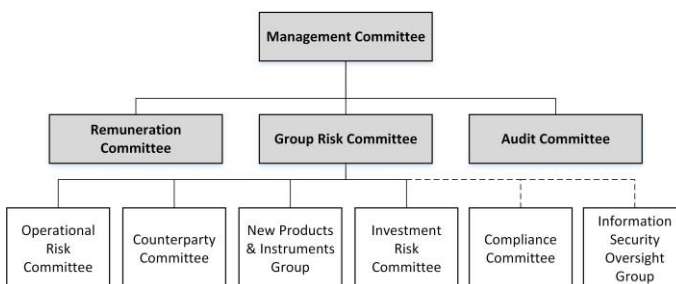 Management Committee
Remuneration
Committee
Group Risk Committee
Audit Committee
Operational
Risk
Committee
Counterparty
Committee
New Products
& Instruments
Group
Investment
Risk
Committee
Compliance
Committee
Information
Security
Oversight
Group